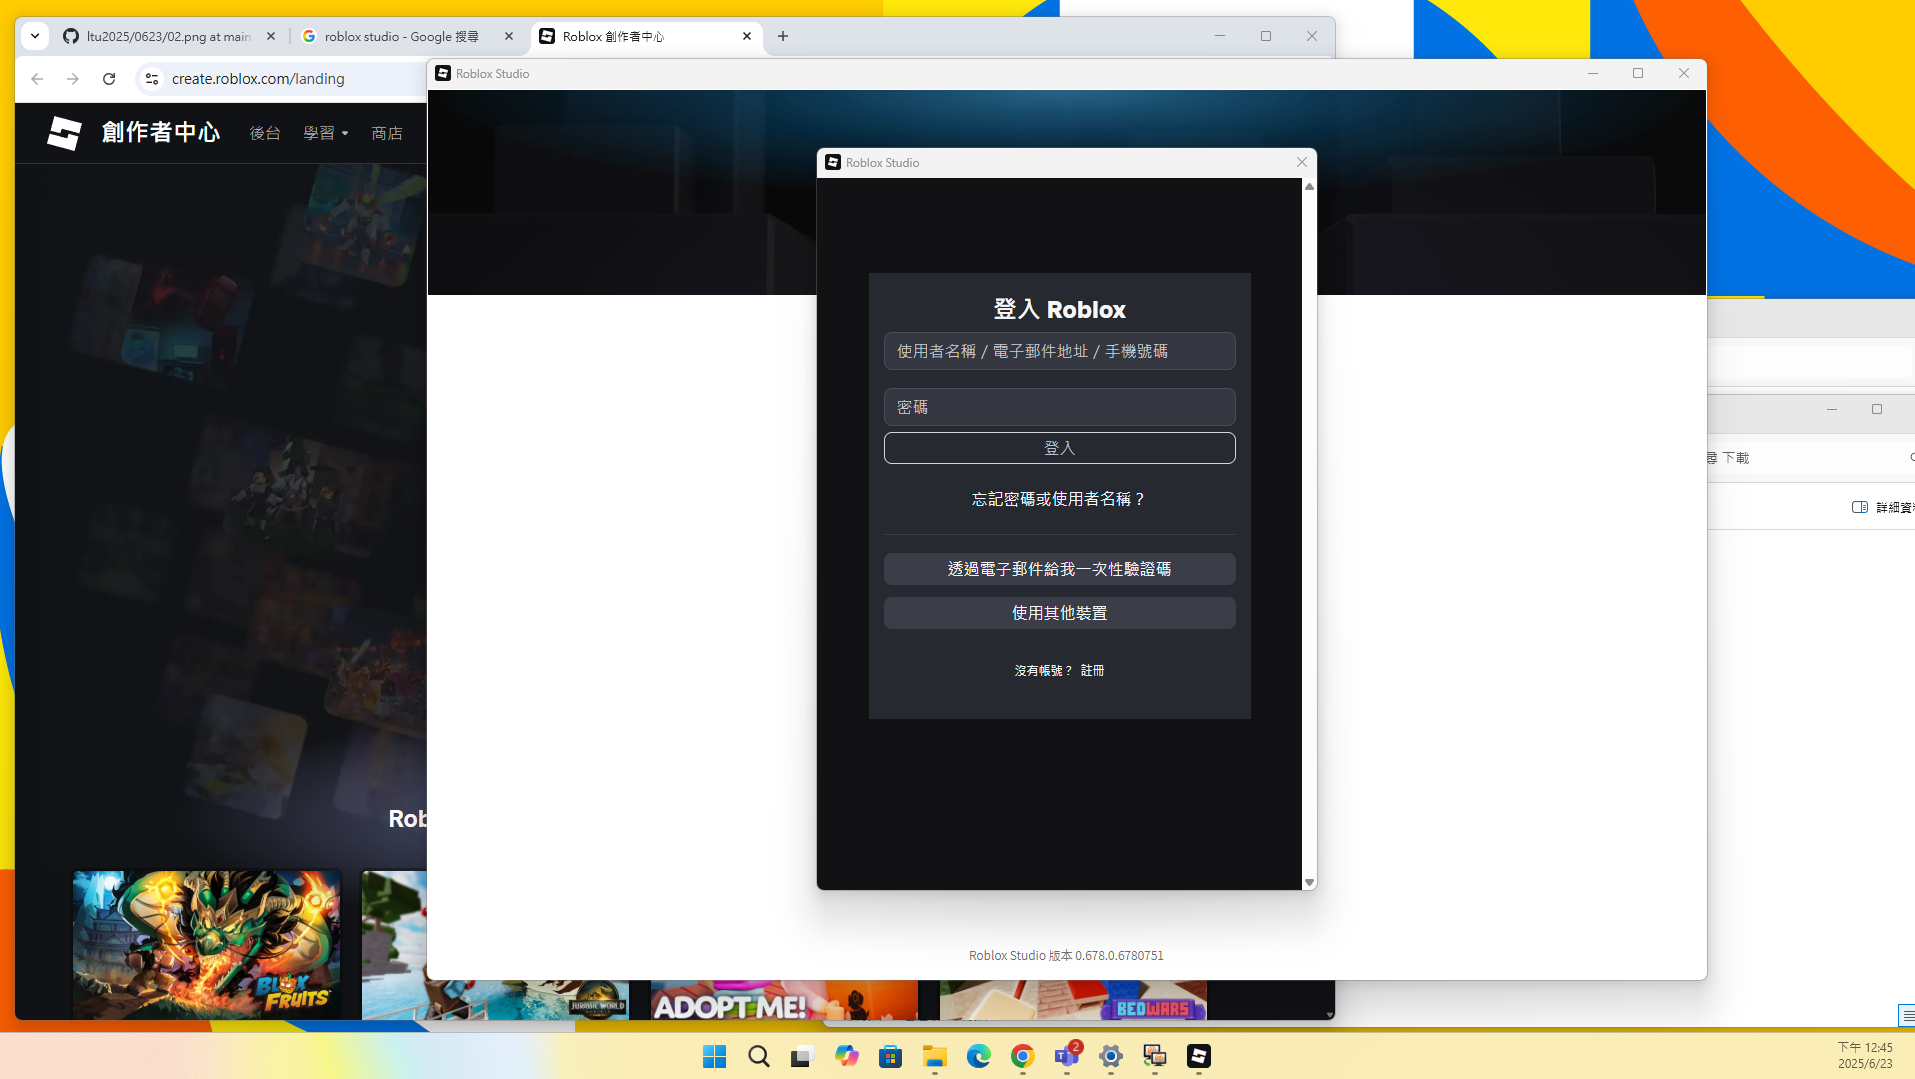 ltu2025/0623/02.png at main
roblox studio - Google 搜尋
Roblox 創作者中心
create.roblox.com/landing
Roblox Studio
創作者中心
後台
學習
商店
Roblox Studio
登入 Roblox
使用者名稱 / 電子郵件地址 / 手機號碼
密碼
登入
忘記密碼或使用者名稱？
透過電子郵件給我一次性驗證碼
使用其他裝置
沒有帳號？ 註冊
尋 下載
詳細資
Rob
BLOX FRUITS
JURASSIC WORLD
ADOPT ME!
BEDWARS
Roblox Studio 版本 0.678.0.6780751
2
下午 12:45
2025/6/23